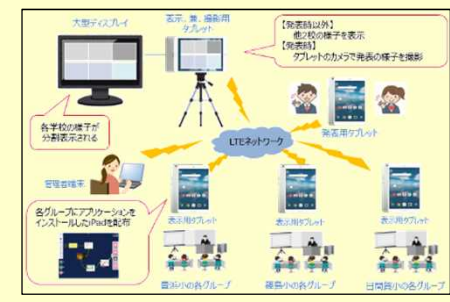 大型ディスプレイ
表示、兼、撮影用
タブレット
【発表時以外】
他2校の様子を表示
【発表時】
タブレットのカメラで発表の様子を撮影
各学校の様子が
分割表示される
発表用タブレット
LTEネットワーク
管理者端末
各グループにアプリケーションを
インストールしたiPadを配布
表示用タブレット
表示用タブレット
表示用タブレット
豊浜小の各グループ
篠島小の各グループ
日間賀小の各グループ